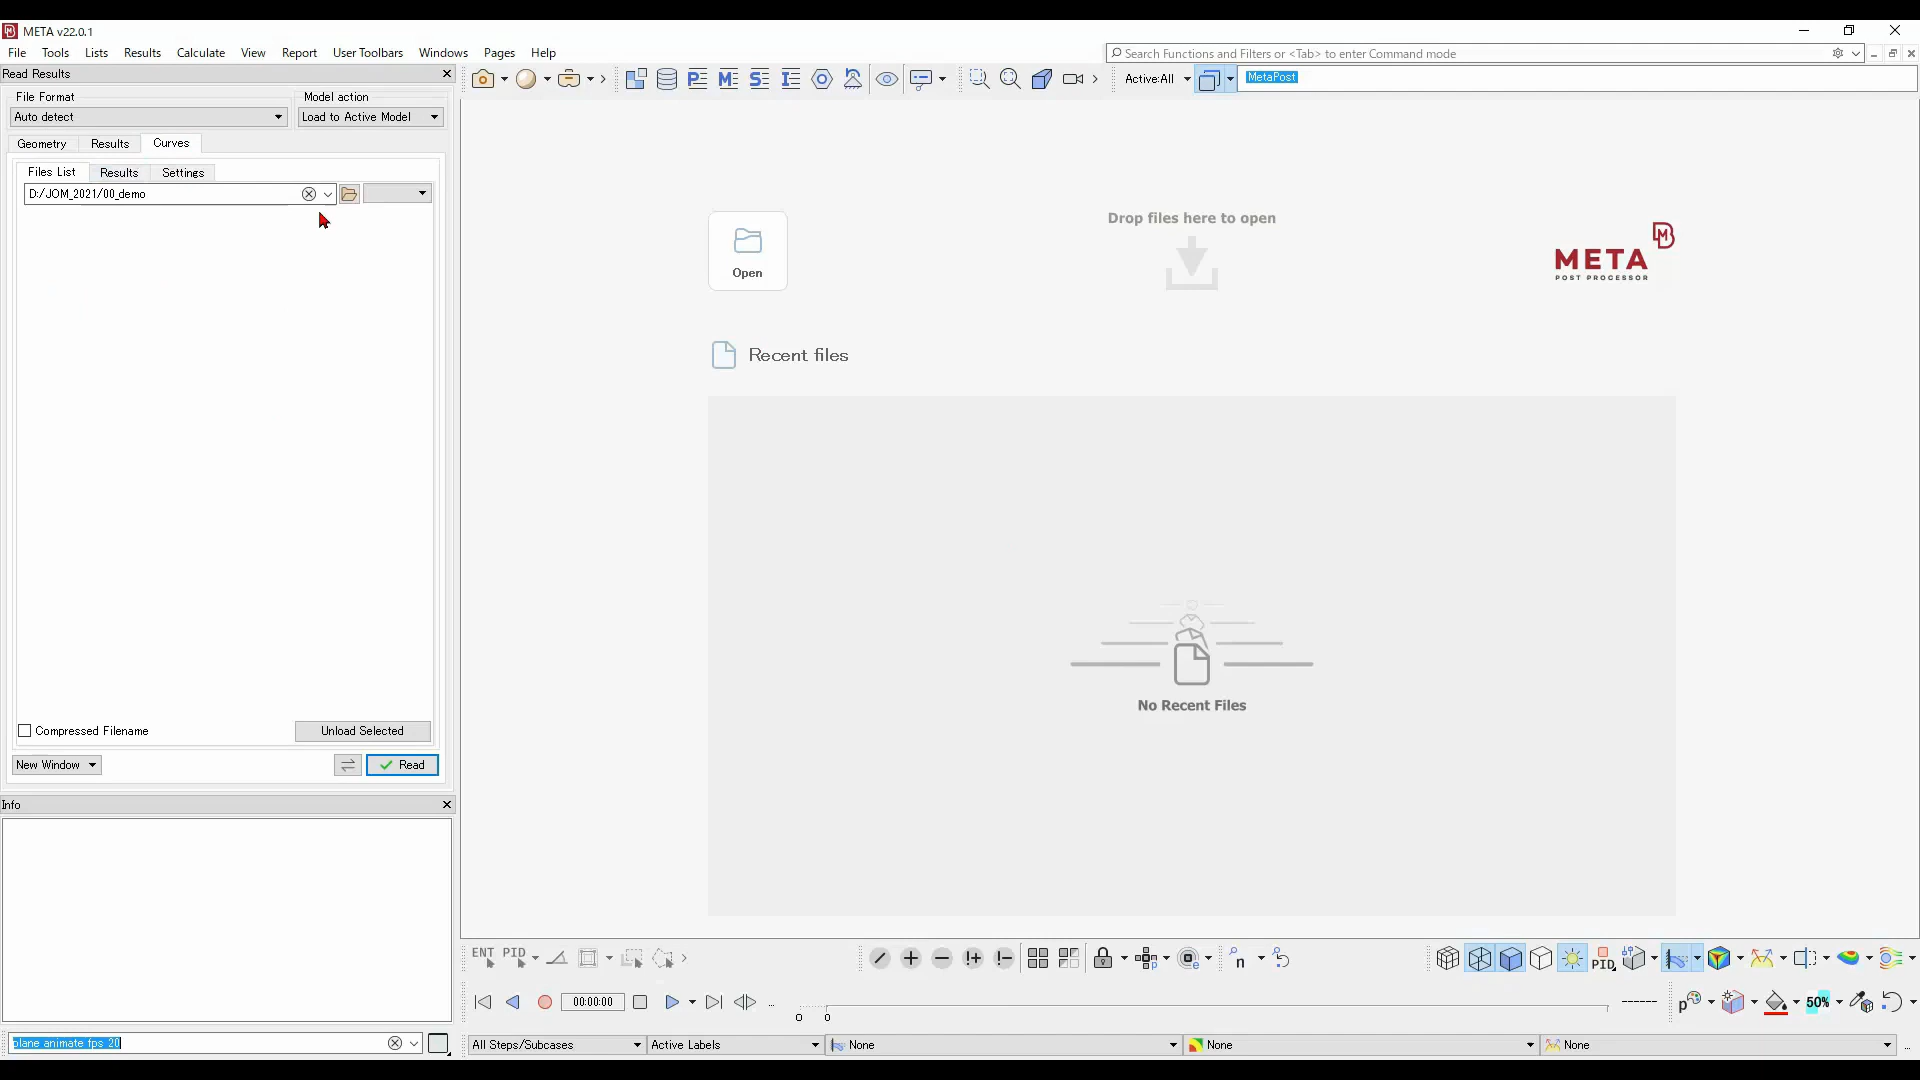 META v22.0.1
File Tools Lists Results Calculate View Report User Toolbars Windows Pages Help
Search Functions and Filters or <Tab> to enter Command mode
Read Results
Active:All
MetaPost
File Format
Model action
Auto detect
Load to Active Model
Geometry Results Curves
Files List Results Settings
D:/JOM_2021/00_demo
Open
Drop files here to open
META
POST PROCESSOR
Recent files
No Recent Files
Compressed Filename
Unload Selected
New Window
Read
Info
ENT PID
PID
00:00:00
0
0
50%
plane animate fps 20
All Steps/Subcases
Active Labels
None
None
None